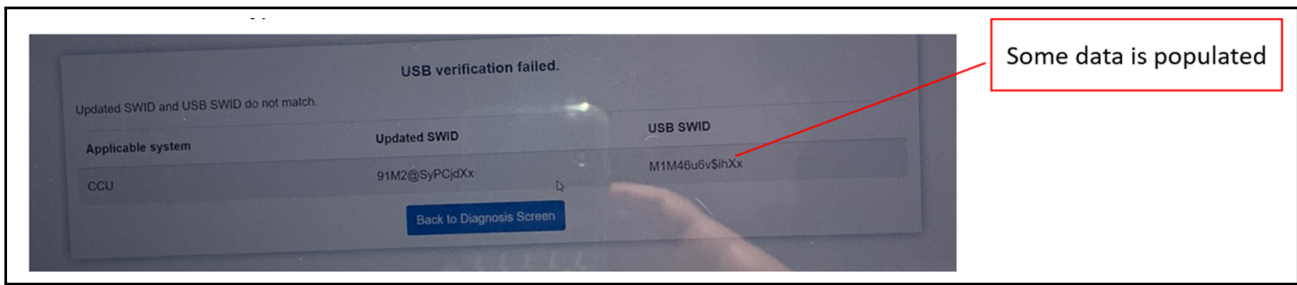 USB verification failed.
Some data is populated
Updated SWID and USB SWID do not match.
Applicable system Updated SWID USB SWID
CCU 91M2@SyPCjdXx M1M46u6v$ihXx
Back to Diagnosis Screen